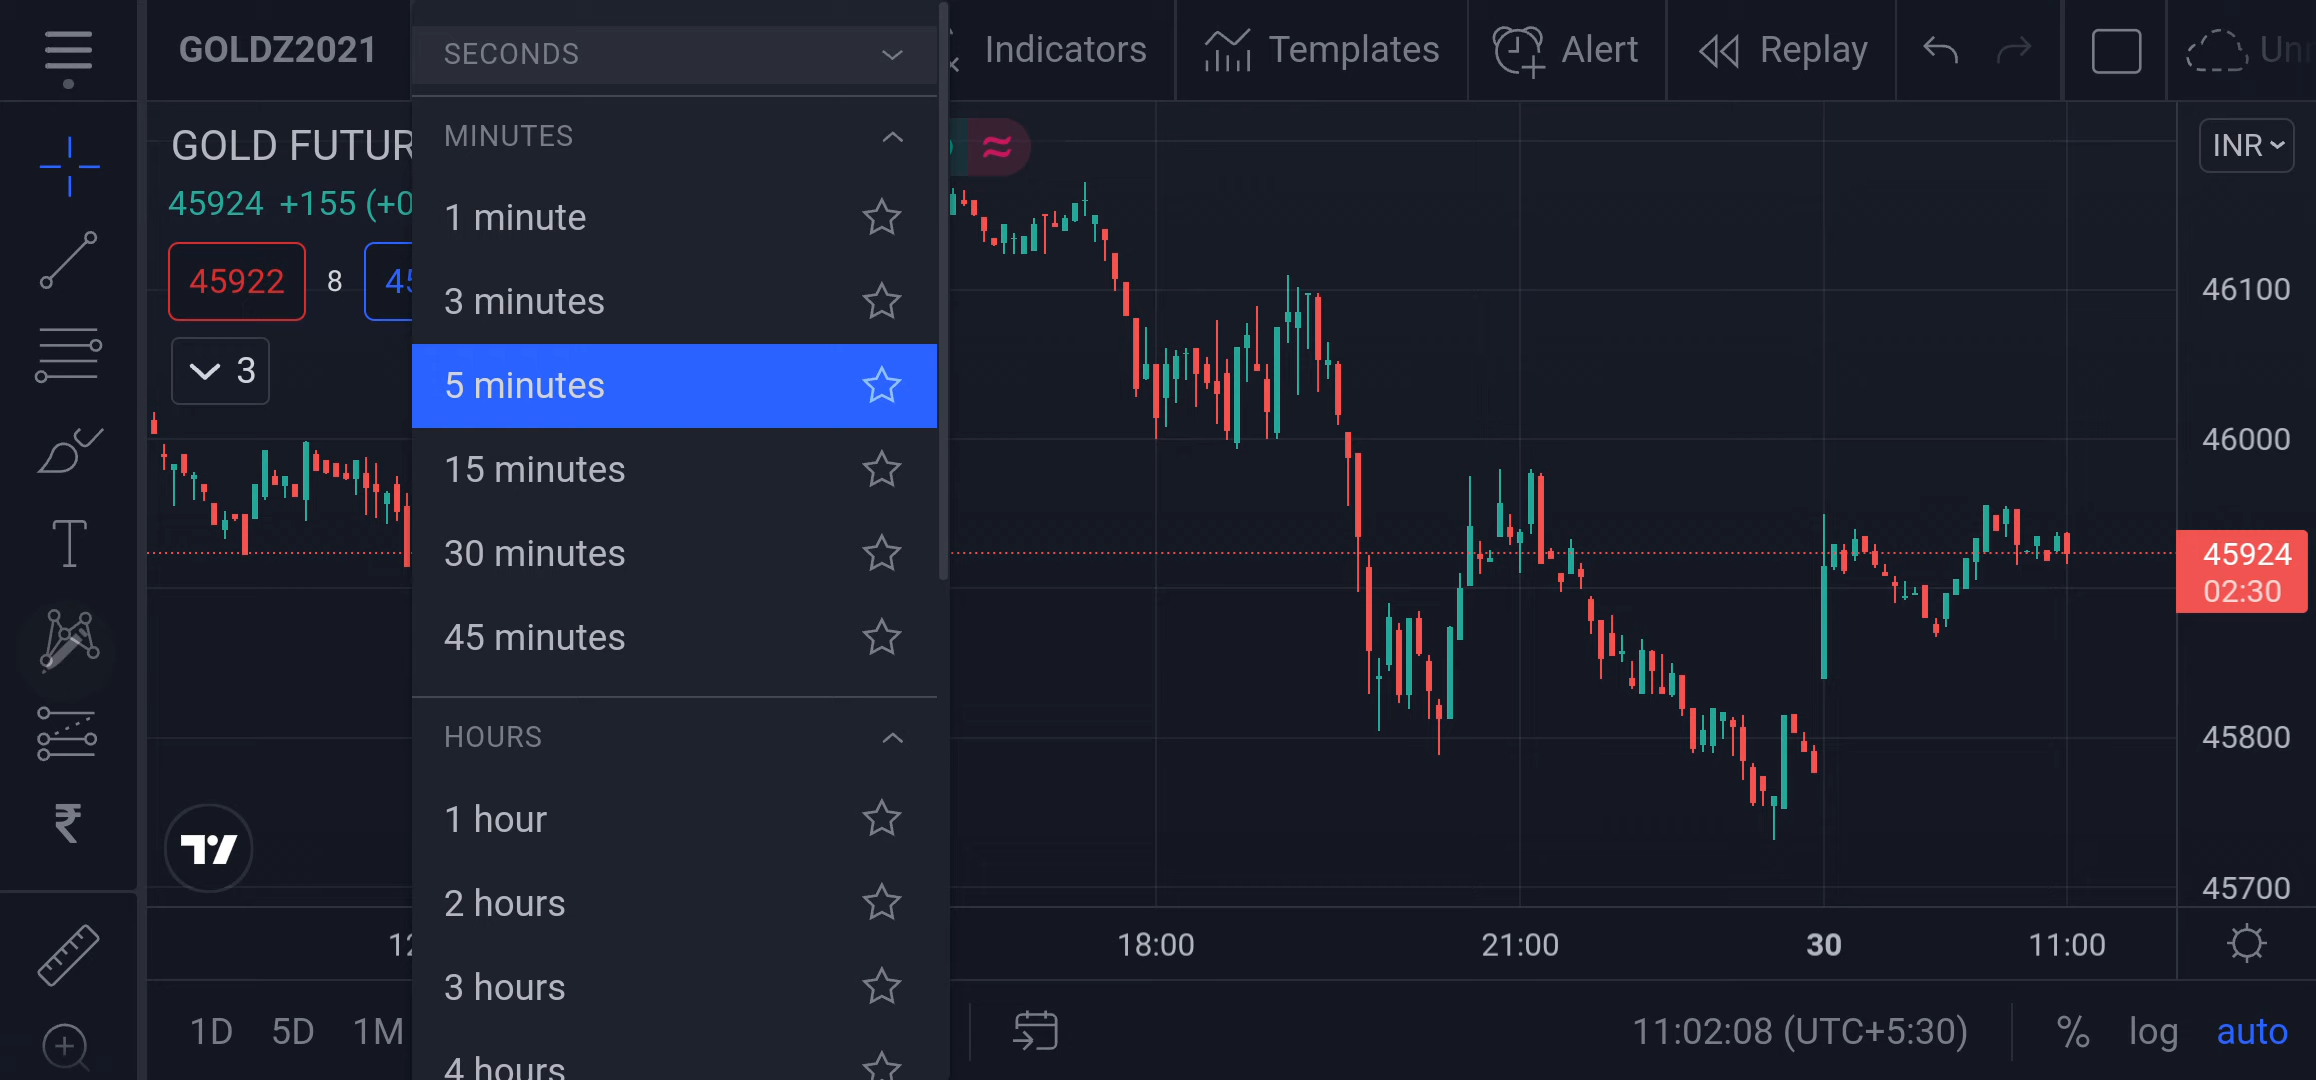 GOLDZ2021
Indicators
Templates
Alert
Replay
SECONDS
MINUTES
1 minute
3 minutes
5 minutes
15 minutes
30 minutes
45 minutes
HOURS
1 hour
2 hours
3 hours
4 hours
GOLD FUTUR
45924 +155 (+0
45922 8 45
3
INR
46100
46000
45924
02:30
45800
45700
12
18:00
21:00
30
11:00
1D 5D 1M
11:02:08 (UTC+5:30)
%
log
auto